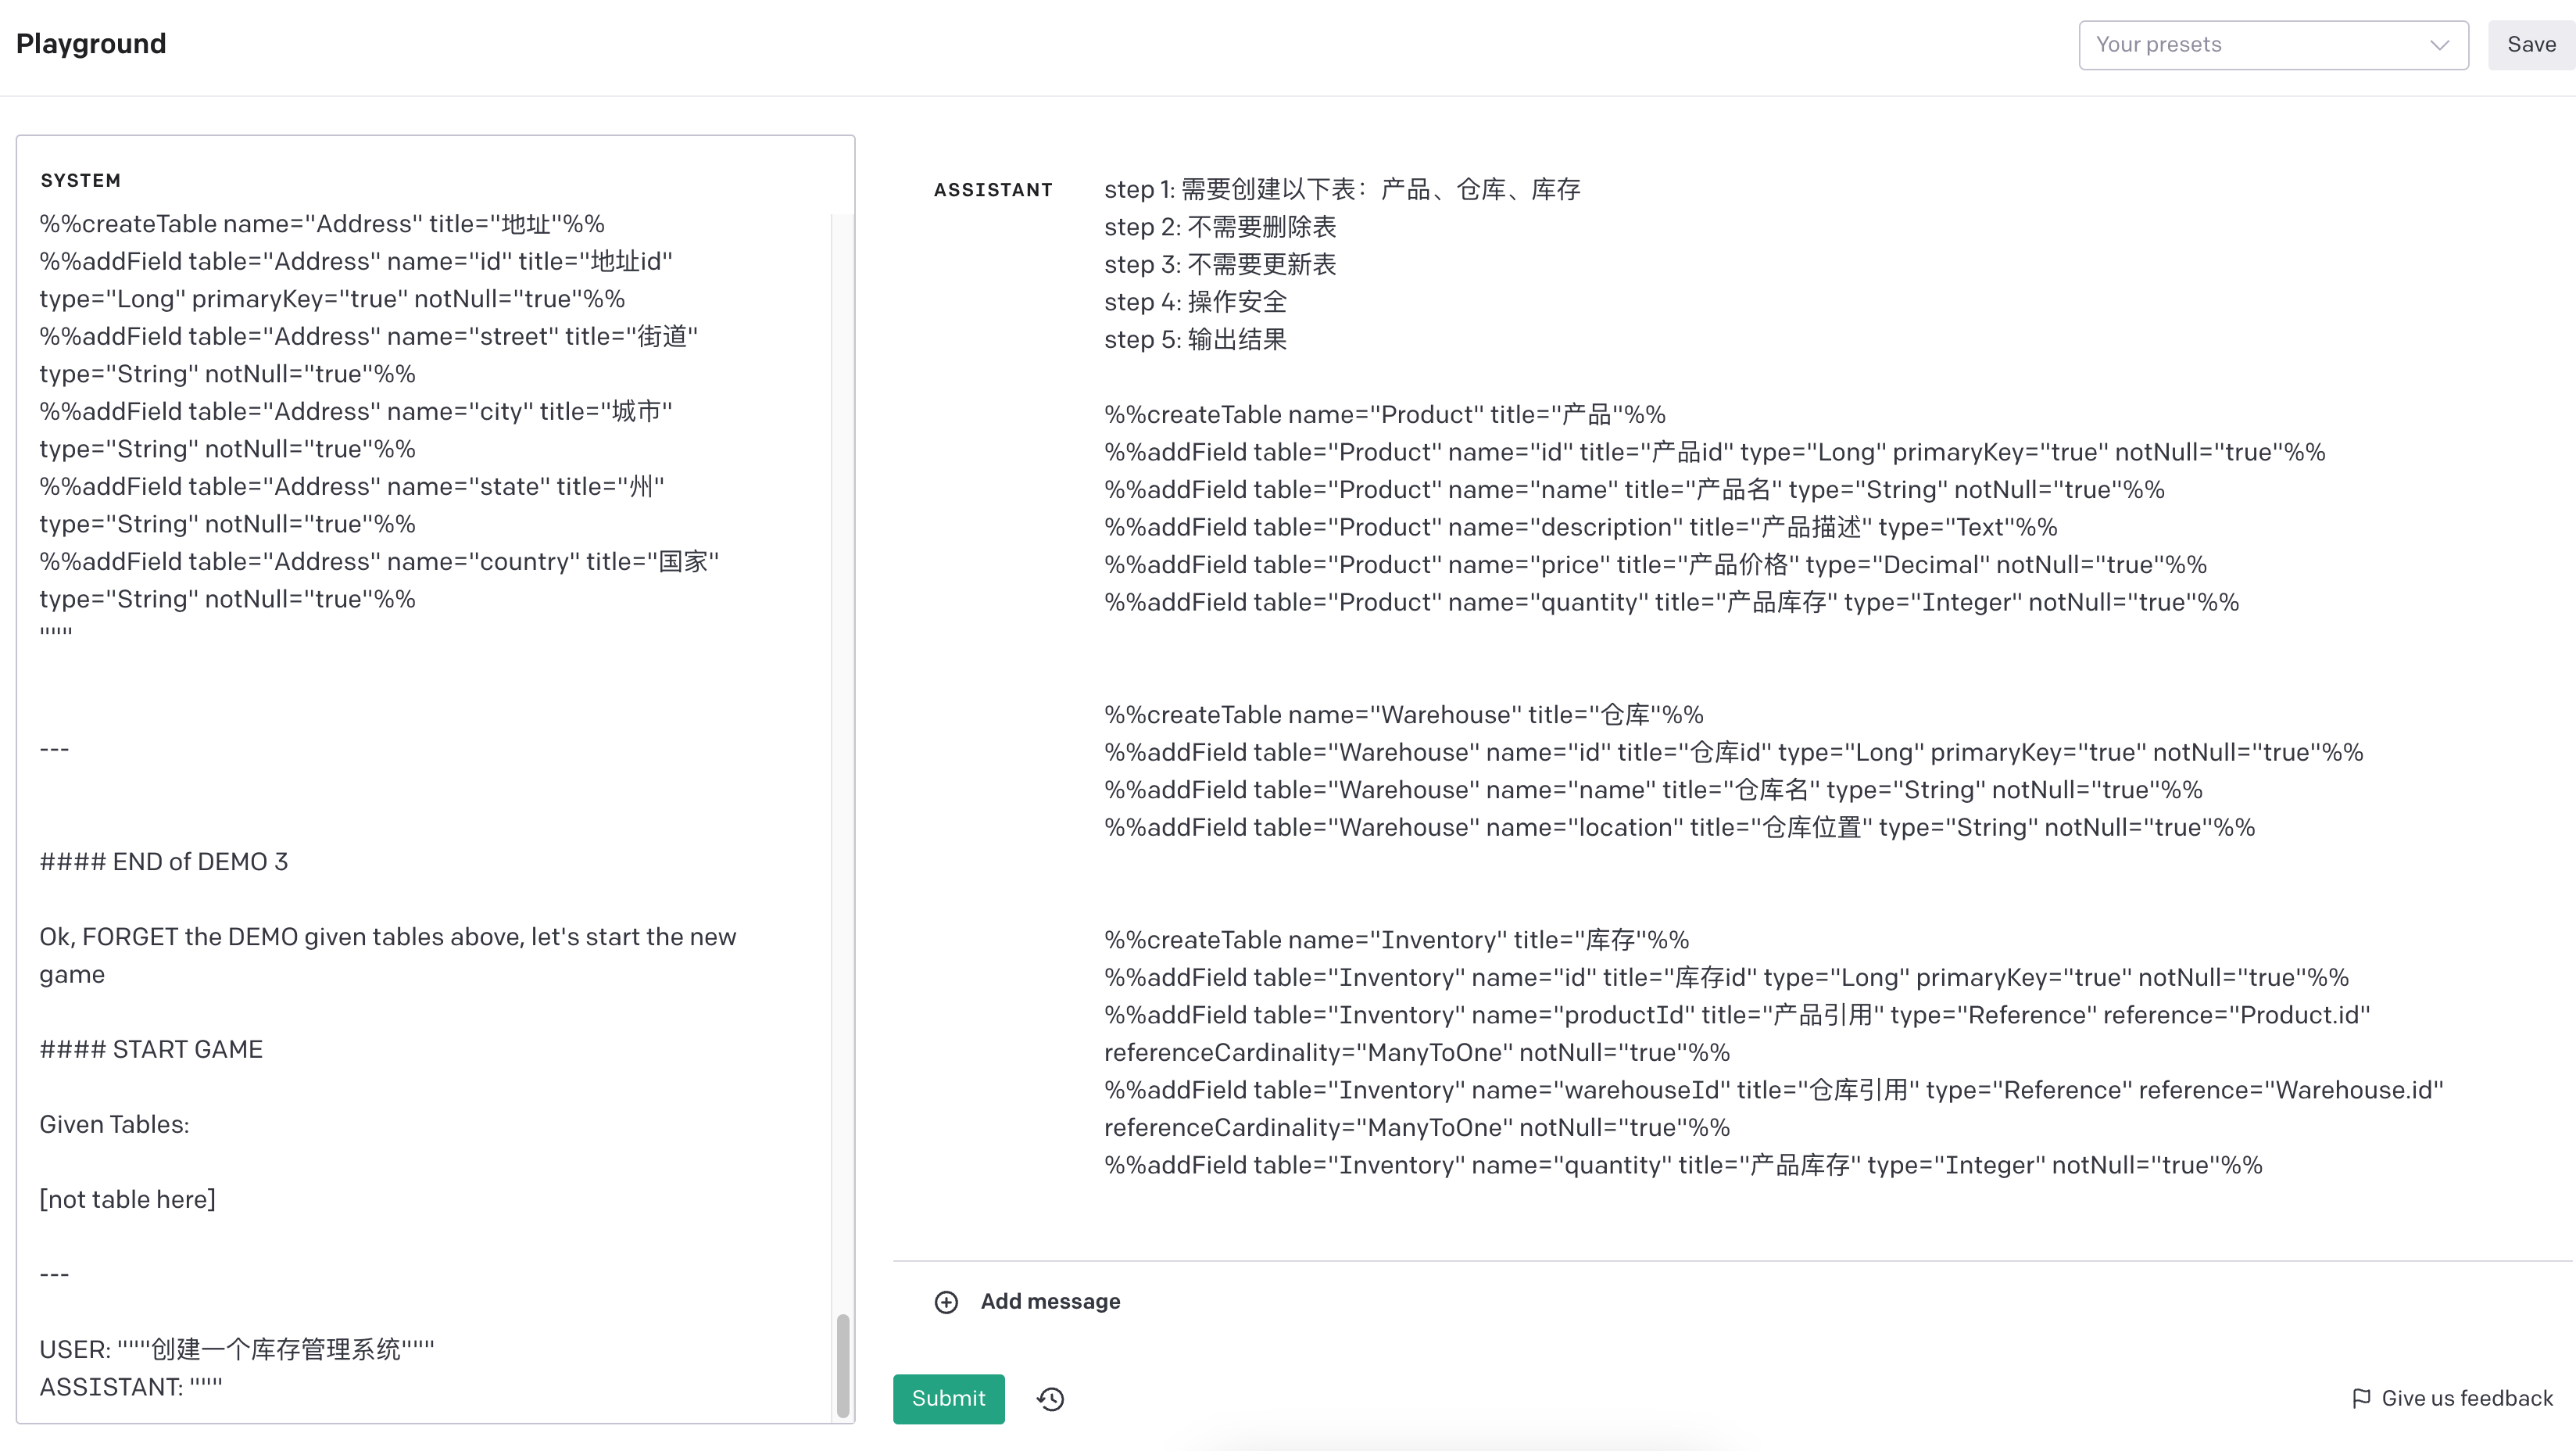 Playground
Your presets
Save
SYSTEM
%%createTable name="Address" title="地址"%%
%%addField table="Address" name="id" title="地址id"
type="Long" primaryKey="true" notNull="true"%%
%%addField table="Address" name="street" title="街道"
type="String" notNull="true"%%
%%addField table="Address" name="city" title="城市"
type="String" notNull="true"%%
%%addField table="Address" name="state" title="州"
type="String" notNull="true"%%
%%addField table="Address" name="country" title="国家"
type="String" notNull="true"%%
"""
---
#### END of DEMO 3
Ok, FORGET the DEMO given tables above, let's start the new
game
#### START GAME
Given Tables:
[not table here]
---
USER: """创建一个库存管理系统"""
ASSISTANT: """
ASSISTANT
step 1: 需要创建以下表：产品、仓库、库存
step 2: 不需要删除表
step 3: 不需要更新表
step 4: 操作安全
step 5: 输出结果
%%createTable name="Product" title="产品"%%
%%addField table="Product" name="id" title="产品id" type="Long" primaryKey="true" notNull="true"%%
%%addField table="Product" name="name" title="产品名" type="String" notNull="true"%%
%%addField table="Product" name="description" title="产品描述" type="Text"%%
%%addField table="Product" name="price" title="产品价格" type="Decimal" notNull="true"%%
%%addField table="Product" name="quantity" title="产品库存" type="Integer" notNull="true"%%
%%createTable name="Warehouse" title="仓库"%%
%%addField table="Warehouse" name="id" title="仓库id" type="Long" primaryKey="true" notNull="true"%%
%%addField table="Warehouse" name="name" title="仓库名" type="String" notNull="true"%%
%%addField table="Warehouse" name="location" title="仓库位置" type="String" notNull="true"%%
%%createTable name="Inventory" title="库存"%%
%%addField table="Inventory" name="id" title="库存id" type="Long" primaryKey="true" notNull="true"%%
%%addField table="Inventory" name="productId" title="产品引用" type="Reference" reference="Product.id"
referenceCardinality="ManyToOne" notNull="true"%%
%%addField table="Inventory" name="warehouseId" title="仓库引用" type="Reference" reference="Warehouse.id"
referenceCardinality="ManyToOne" notNull="true"%%
%%addField table="Inventory" name="quantity" title="产品库存" type="Integer" notNull="true"%%
Add message
Submit
Give us feedback